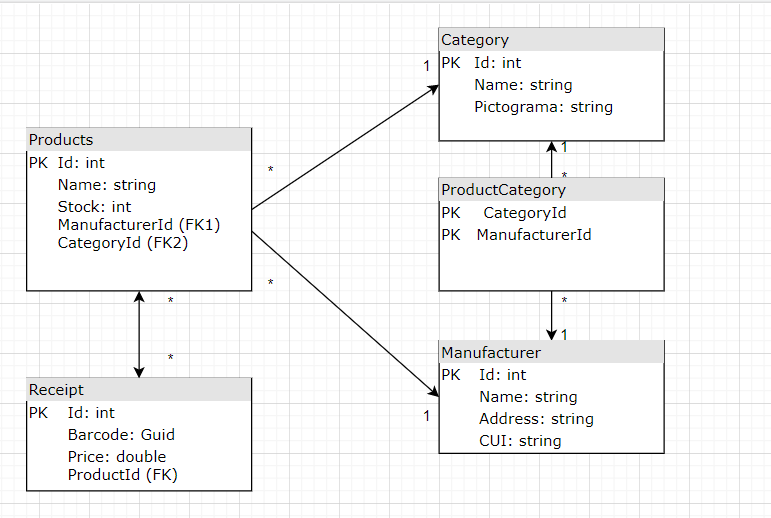 Category
PK Id: int
Name: string
Pictograma: string
1
*
Products
PK Id: int
Name: string
Stock: int
ManufacturerId (FK1)
CategoryId (FK2)
1
*
ProductCategory
PK CategoryId
PK ManufacturerId
*
*
1
Manufacturer
PK Id: int
Name: string
Address: string
CUI: string
1
*
*
Receipt
PK Id: int
Barcode: Guid
Price: double
ProductId (FK)